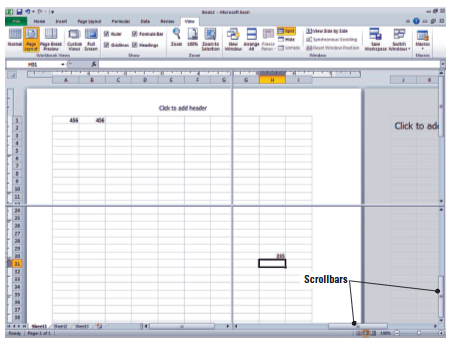 Book2 - Microsoft Excel
File Home Insert Page Layout Formulas Data Review View
Normal Page Layout Page Break Preview Custom Views Full Screen
Ruler Formula Bar
Gridlines Headings
Zoom 100% Zoom to Selection
New Window Arrange All Freeze Panes
Split
Hide
Unhide
View Side by Side
Synchronous Scrolling
Reset Window Position
Save Workspace Switch Windows Macros
Workbook Views Show Zoom Window Macros
H31 fx
A B C D E F G G H I J K
Click to add header
Click to add
1 456 456
2
3
4
5
6
7
8
9
10
11
24
25
26
27
28
29
30
31
32
33
34
35
36
37
38
Scrollbars
Sheet1 Sheet2 Sheet3
Ready Page: 1 of 1 100%